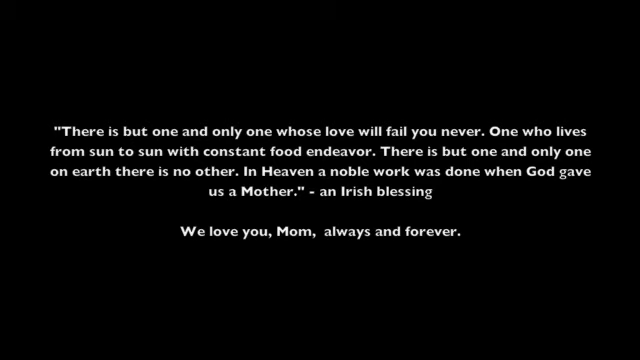 "There is but one and only one whose love will fail you never. One who lives
from sun to sun with constant food endeavor. There is but one and only one
on earth there is no other. In Heaven a noble work was done when God gave
us a Mother." - an Irish blessing
We love you, Mom,  always and forever.